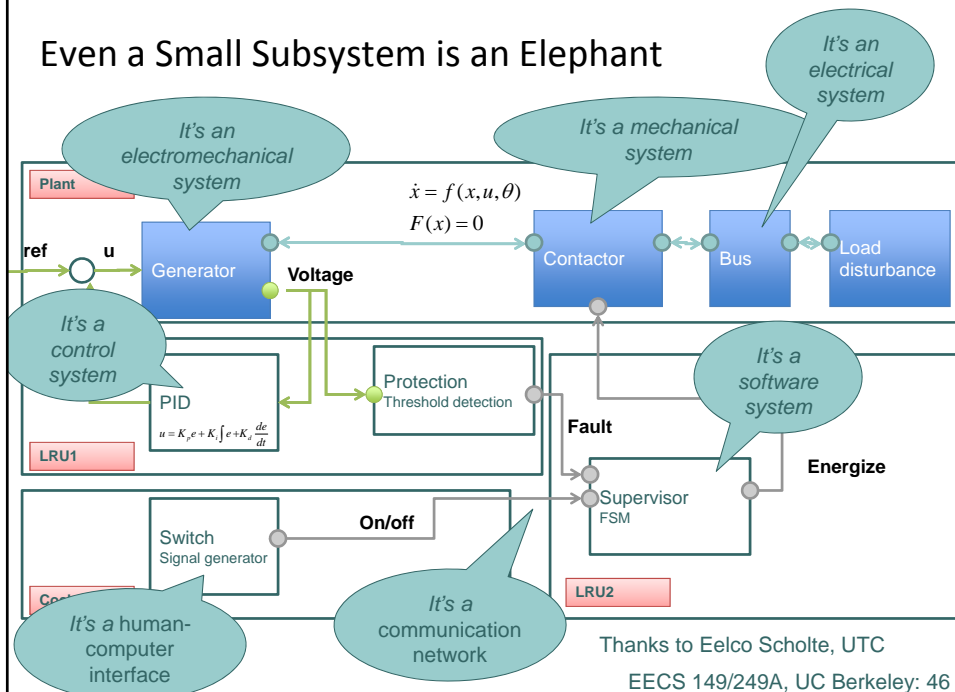 Even a Small Subsystem is an Elephant
It's an
electrical
system
It's an
electromechanical
system
It's a mechanical
system
Plant
ẋ = f(x,u,θ)
F(x) = 0
ref
u
Generator
Voltage
Contactor
Bus
Load
disturbance
It's a
control
system
PID
u = K_p e + K_i ∫ e + K_d de/dt
Protection
Threshold detection
It's a
software
system
LRU1
Fault
Energize
Supervisor
FSM
Switch
Signal generator
On/off
LRU2
It's a human-
computer
interface
It's a
communication
network
Thanks to Eelco Scholte, UTC
EECS 149/249A, UC Berkeley: 46